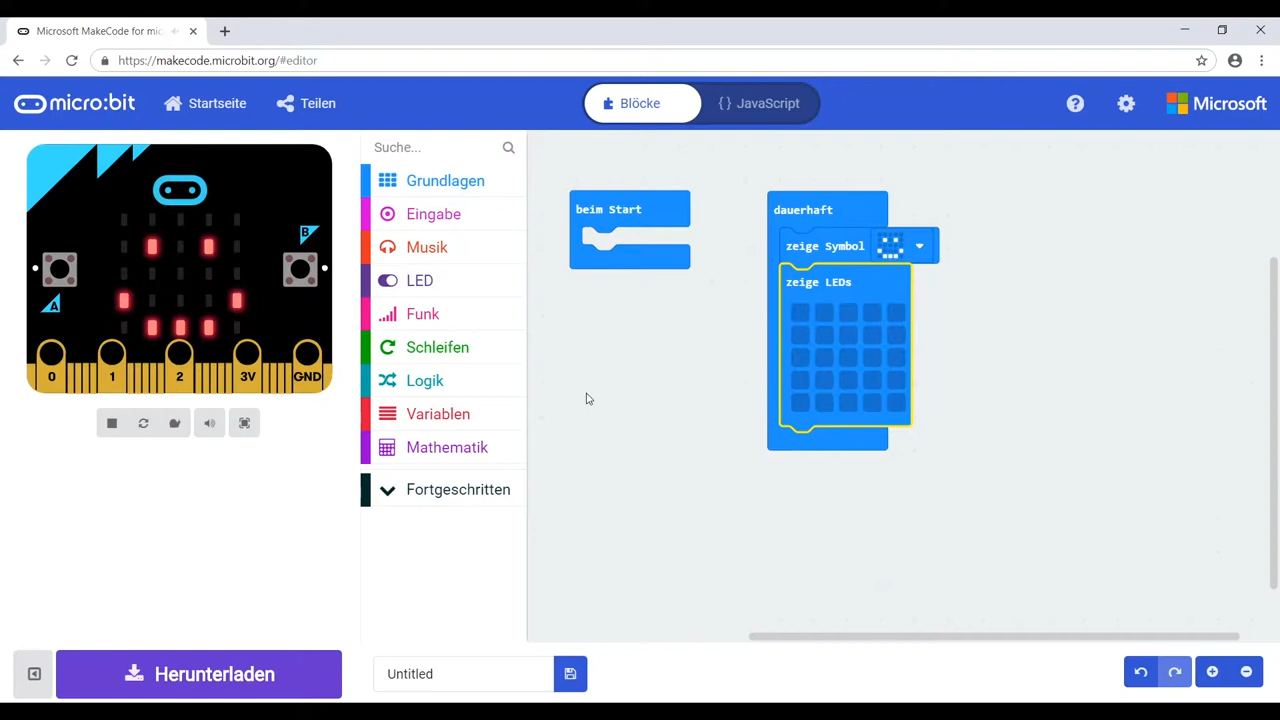 Microsoft MakeCode for mic
https://makecode.microbit.org/#editor
micro:bit
Startseite
Teilen
Blöcke
{ } JavaScript
Microsoft
B
A
0 1 2 3V GND
Suche...
Grundlagen
Eingabe
Musik
LED
Funk
Schleifen
Logik
Variablen
Mathematik
Fortgeschritten
beim Start
dauerhaft
zeige Symbol
zeige LEDs
Herunterladen
Untitled